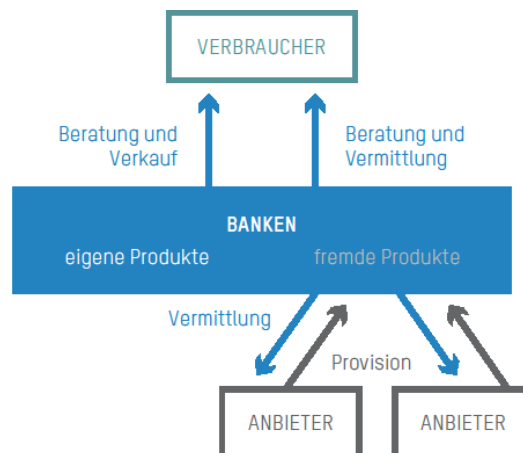 VERBRAUCHER
Beratung und
Verkauf
Beratung und
Vermittlung
BANKEN
eigene Produkte
fremde Produkte
Vermittlung
Provision
ANBIETER
ANBIETER